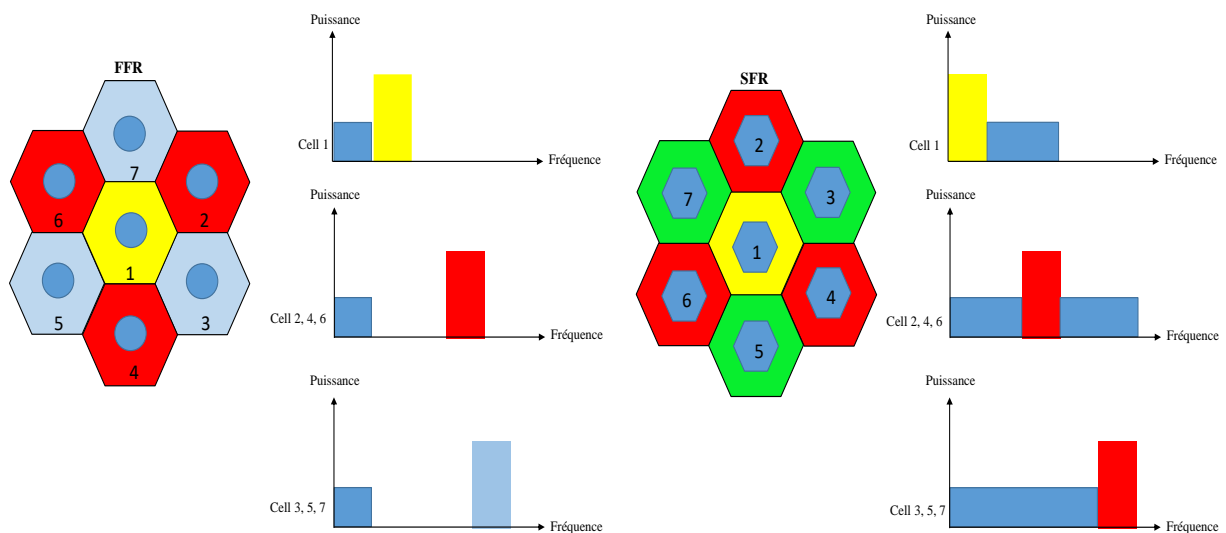 FFR
7
6
2
1
5
3
4
Puissance
Cell 1
Fréquence
Puissance
Cell 2, 4, 6
Fréquence
Puissance
Cell 3, 5, 7
Fréquence
SFR
2
7
3
1
6
4
5
Puissance
Cell 1
Fréquence
Puissance
Cell 2, 4, 6
Fréquence
Puissance
Cell 3, 5, 7
Fréquence